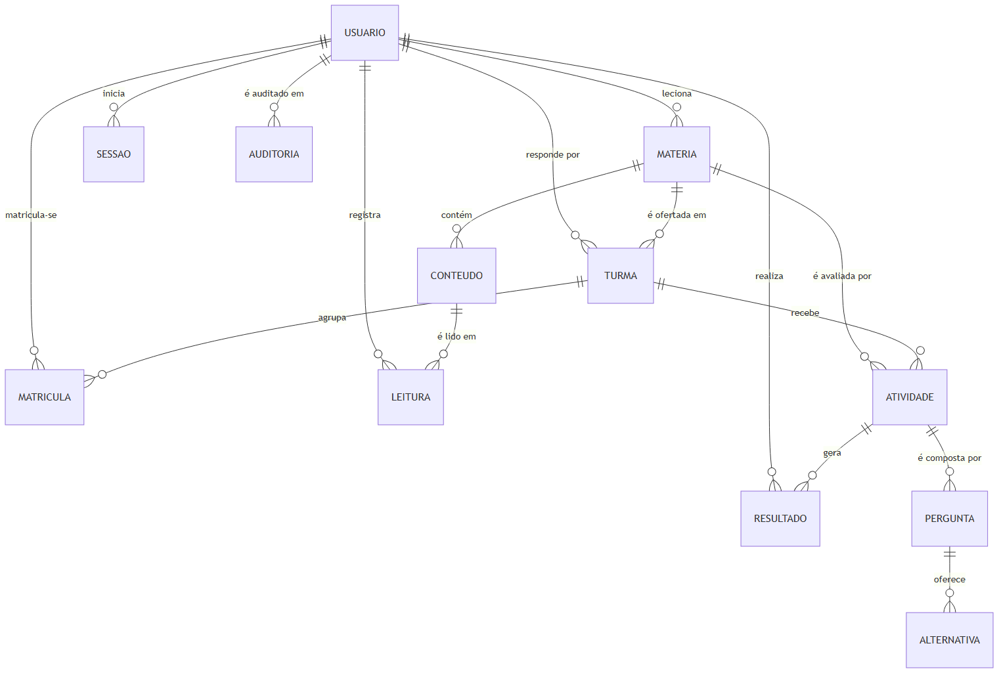 USUARIO
inicia
é auditado em
leciona
SESSAO
AUDITORIA
responde por
MATERIA
matricula-se
registra
contém
é ofertada em
CONTEUDO
TURMA
realiza
é avaliada por
agrupa
recebe
é lido em
MATRICULA
LEITURA
ATIVIDADE
gera
é composta por
RESULTADO
PERGUNTA
oferece
ALTERNATIVA